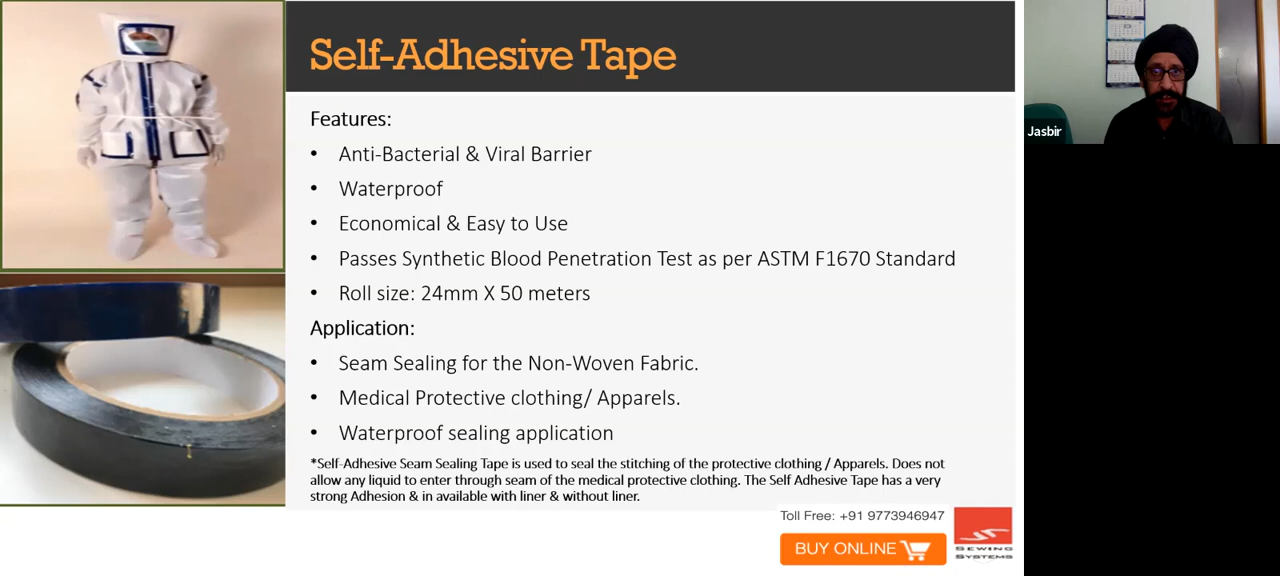 Self-Adhesive Tape
Features:
• Anti-Bacterial & Viral Barrier
• Waterproof
• Economical & Easy to Use
• Passes Synthetic Blood Penetration Test as per ASTM F1670 Standard
• Roll size: 24mm X 50 meters
Application:
• Seam Sealing for the Non-Woven Fabric.
• Medical Protective clothing/ Apparels.
• Waterproof sealing application
*Self-Adhesive Seam Sealing Tape is used to seal the stitching of the protective clothing / Apparels. Does not
allow any liquid to enter through seam of the medical protective clothing. The Self Adhesive Tape has a very
strong Adhesion & in available with liner & without liner.
Toll Free: +91 9773946947
BUY ONLINE
SEWING
SYSTEMS
Jasbir